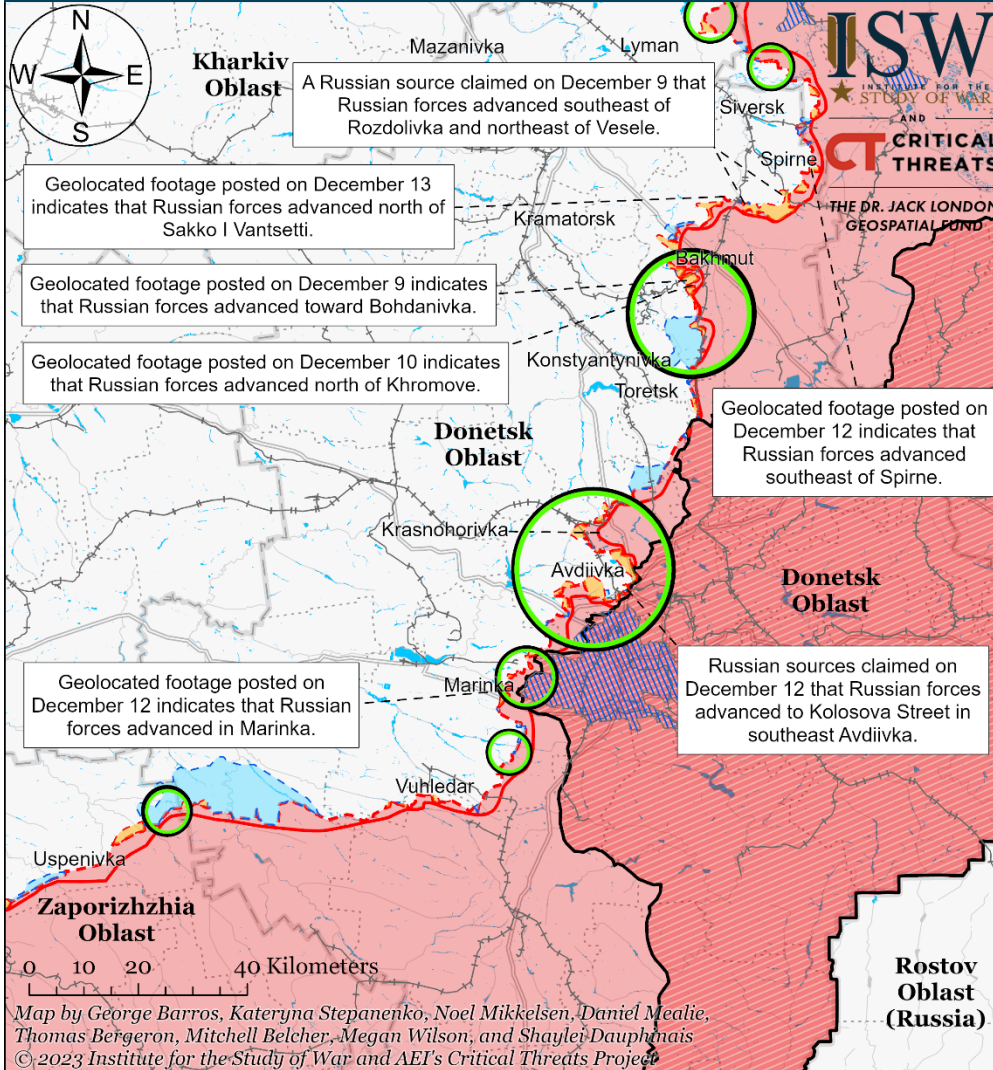 N
W
E
S
Kharkiv
Oblast
Mazanivka
Lyman
ISW
INSTITUTE FOR THE
STUDY OF WAR
AND
CT CRITICAL
THREATS
THE DR. JACK LONDON
GEOSPATIAL FUND
A Russian source claimed on December 9 that
Russian forces advanced southeast of
Rozdolivka and northeast of Vesele.
Siversk
Spirne
Geolocated footage posted on December 13
indicates that Russian forces advanced north of
Sakko I Vantsetti.
Kramatorsk
Bakhmut
Geolocated footage posted on December 9 indicates
that Russian forces advanced toward Bohdanivka.
Geolocated footage posted on December 10 indicates
that Russian forces advanced north of Khromove.
Konstyantynivka
Toretsk
Geolocated footage posted on
December 12 indicates that
Russian forces advanced
southeast of Spirne.
Donetsk
Oblast
Krasnohorivka
Avdiivka
Donetsk
Oblast
Geolocated footage posted on
December 12 indicates that Russian
forces advanced in Marinka.
Marinka
Russian sources claimed on
December 12 that Russian forces
advanced to Kolosova Street in
southeast Avdiivka.
Vuhledar
Uspenivka
Zaporizhzhia
Oblast
0 10 20 40 Kilometers
Rostov
Oblast
(Russia)
Map by George Barros, Kateryna Stepanenko, Noel Mikkelsen, Daniel Mealie,
Thomas Bergeron, Mitchell Belcher, Megan Wilson, and Shaylei Dauphinais
© 2023 Institute for the Study of War and AEI's Critical Threats Project